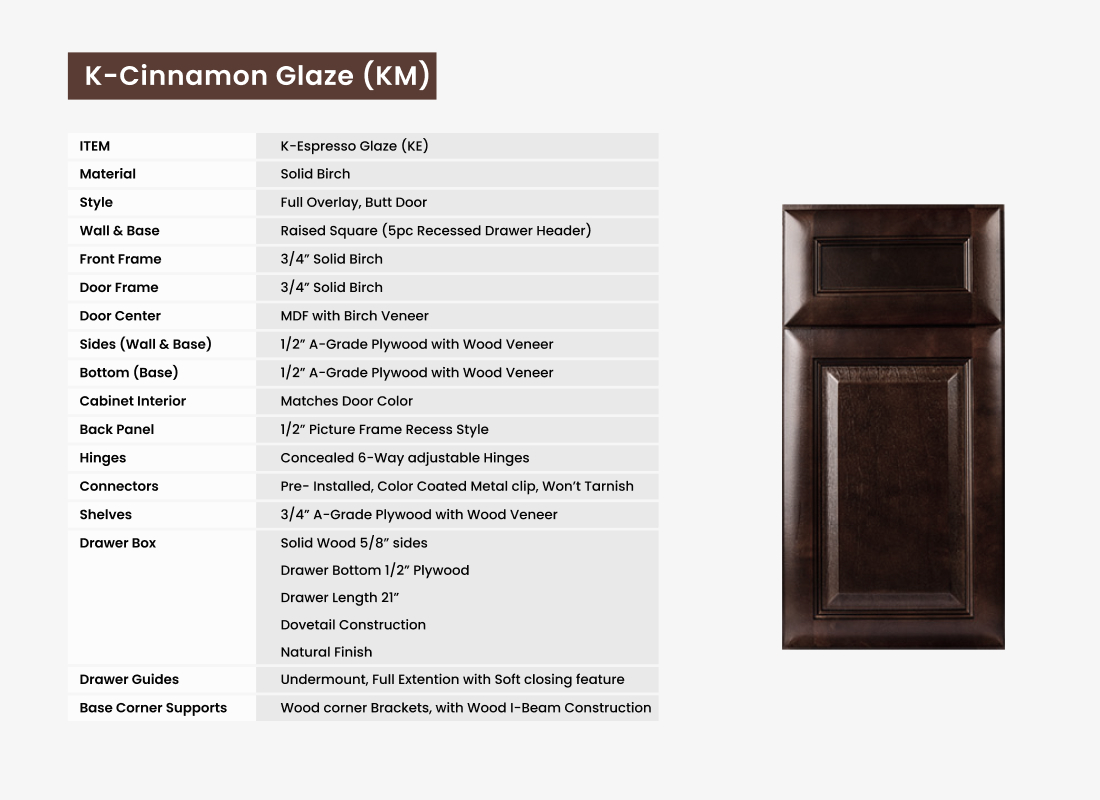 K-Cinnamon Glaze (KM)
ITEM K-Espresso Glaze (KE)
Material Solid Birch
Style Full Overlay, Butt Door
Wall & Base Raised Square (5pc Recessed Drawer Header)
Front Frame 3/4” Solid Birch
Door Frame 3/4” Solid Birch
Door Center MDF with Birch Veneer
Sides (Wall & Base) 1/2” A-Grade Plywood with Wood Veneer
Bottom (Base) 1/2” A-Grade Plywood with Wood Veneer
Cabinet Interior Matches Door Color
Back Panel 1/2” Picture Frame Recess Style
Hinges Concealed 6-Way adjustable Hinges
Connectors Pre- Installed, Color Coated Metal clip, Won’t Tarnish
Shelves 3/4” A-Grade Plywood with Wood Veneer
Drawer Box Solid Wood 5/8” sides
Drawer Bottom 1/2” Plywood
Drawer Length 21”
Dovetail Construction
Natural Finish
Drawer Guides Undermount, Full Extention with Soft closing feature
Base Corner Supports Wood corner Brackets, with Wood I-Beam Construction